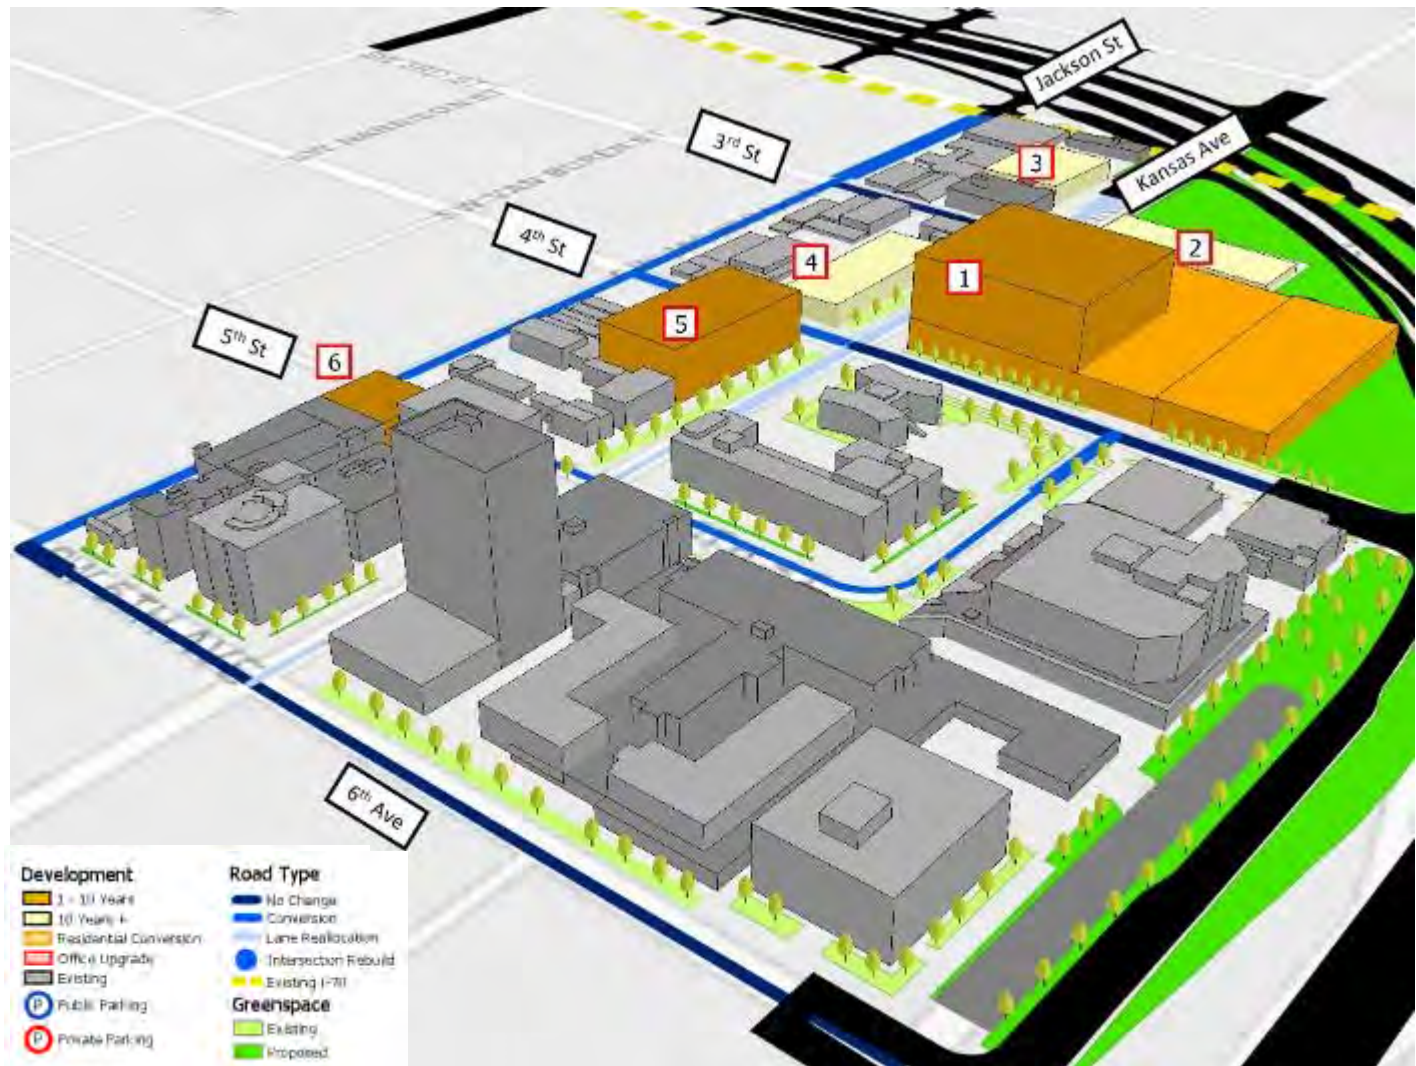 Jackson St
3rd St
Kansas Ave
3
4th St
2
4
1
5
5th St
6
6th Ave
Development
1 - 10 Years
10 Years +
Residential Conversion
Office Upgrade
Existing
P Public Parking
P Private Parking
Road Type
No Change
Conversion
Lane Reallocation
Intersection Rebuild
Existing I-70
Greenspace
Existing
Proposed